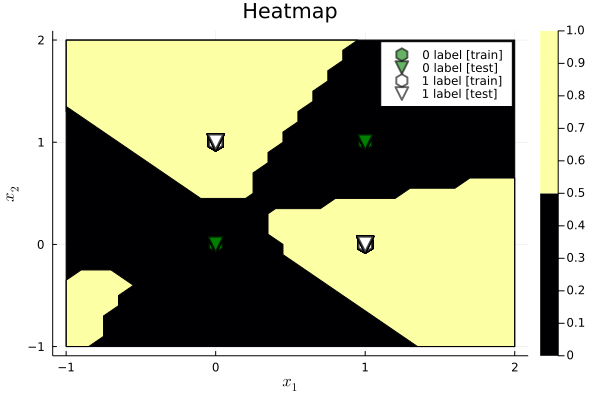 Heatmap
0 label [train]
0 label [test]
1 label [train]
1 label [test]
x₂
2
1
0
−1
−1
0
1
2
x₁
1.0
0.9
0.8
0.7
0.6
0.5
0.4
0.3
0.2
0.1
0